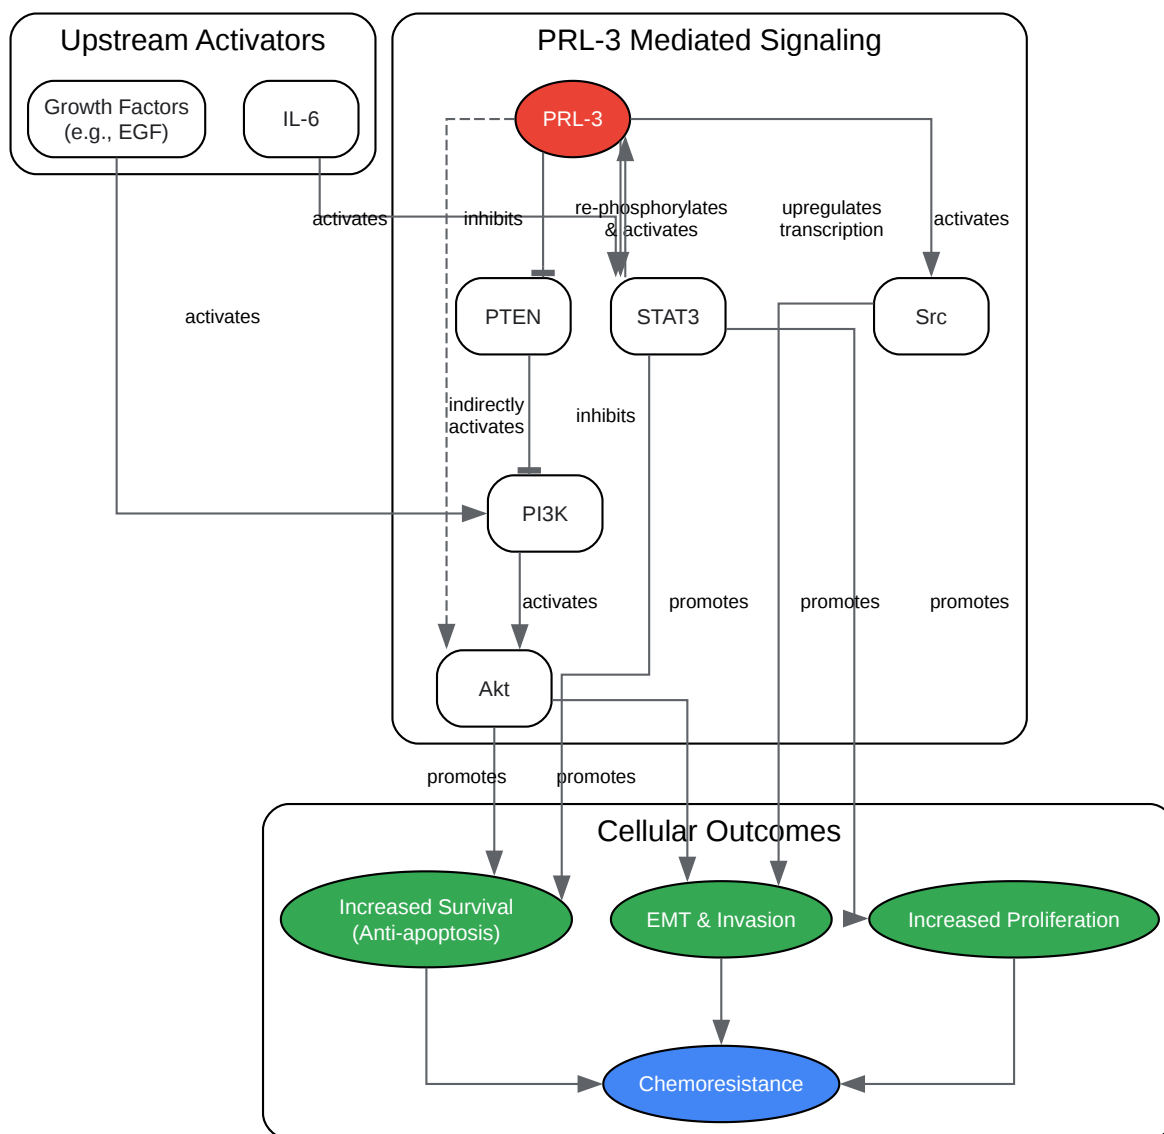 Upstream Activators
PRL-3 Mediated Signaling
Growth Factors
(e.g., EGF)
IL-6
PRL-3
activates
inhibits
re-phosphorylates
& activates
upregulates
transcription
activates
activates
PTEN
STAT3
Src
indirectly
activates
inhibits
PI3K
activates
promotes
promotes
promotes
Akt
promotes
promotes
Cellular Outcomes
Increased Survival
(Anti-apoptosis)
EMT & Invasion
Increased Proliferation
Chemoresistance